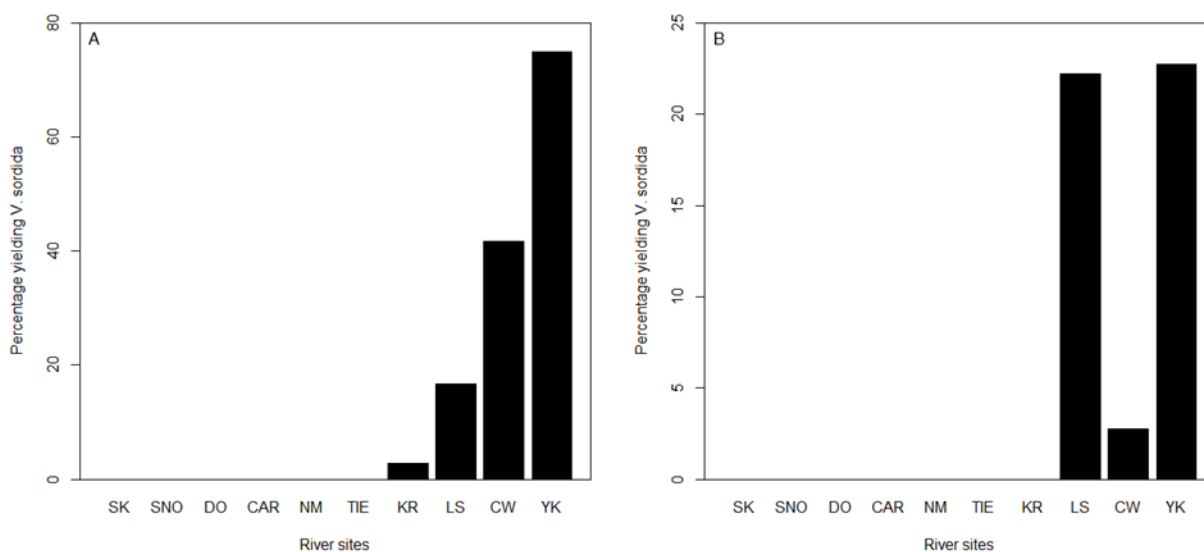 A
Percentage yielding V. sordida
80
60
40
20
0
SK SNO DO CAR NM TIE KR LS CW YK
River sites
B
Percentage yielding V. sordida
25
20
15
10
5
0
SK SNO DO CAR NM TIE KR LS CW YK
River sites